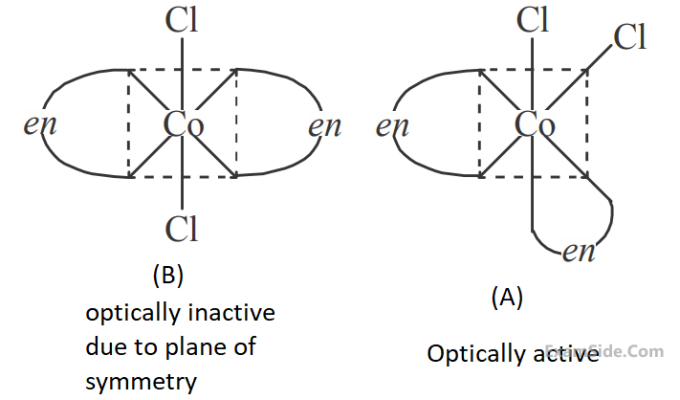 Cl
en Co en
Cl
(B)
optically inactive
due to plane of
symmetry
Cl
Cl
en Co
en
(A)
Optically active
ExamSide.Com